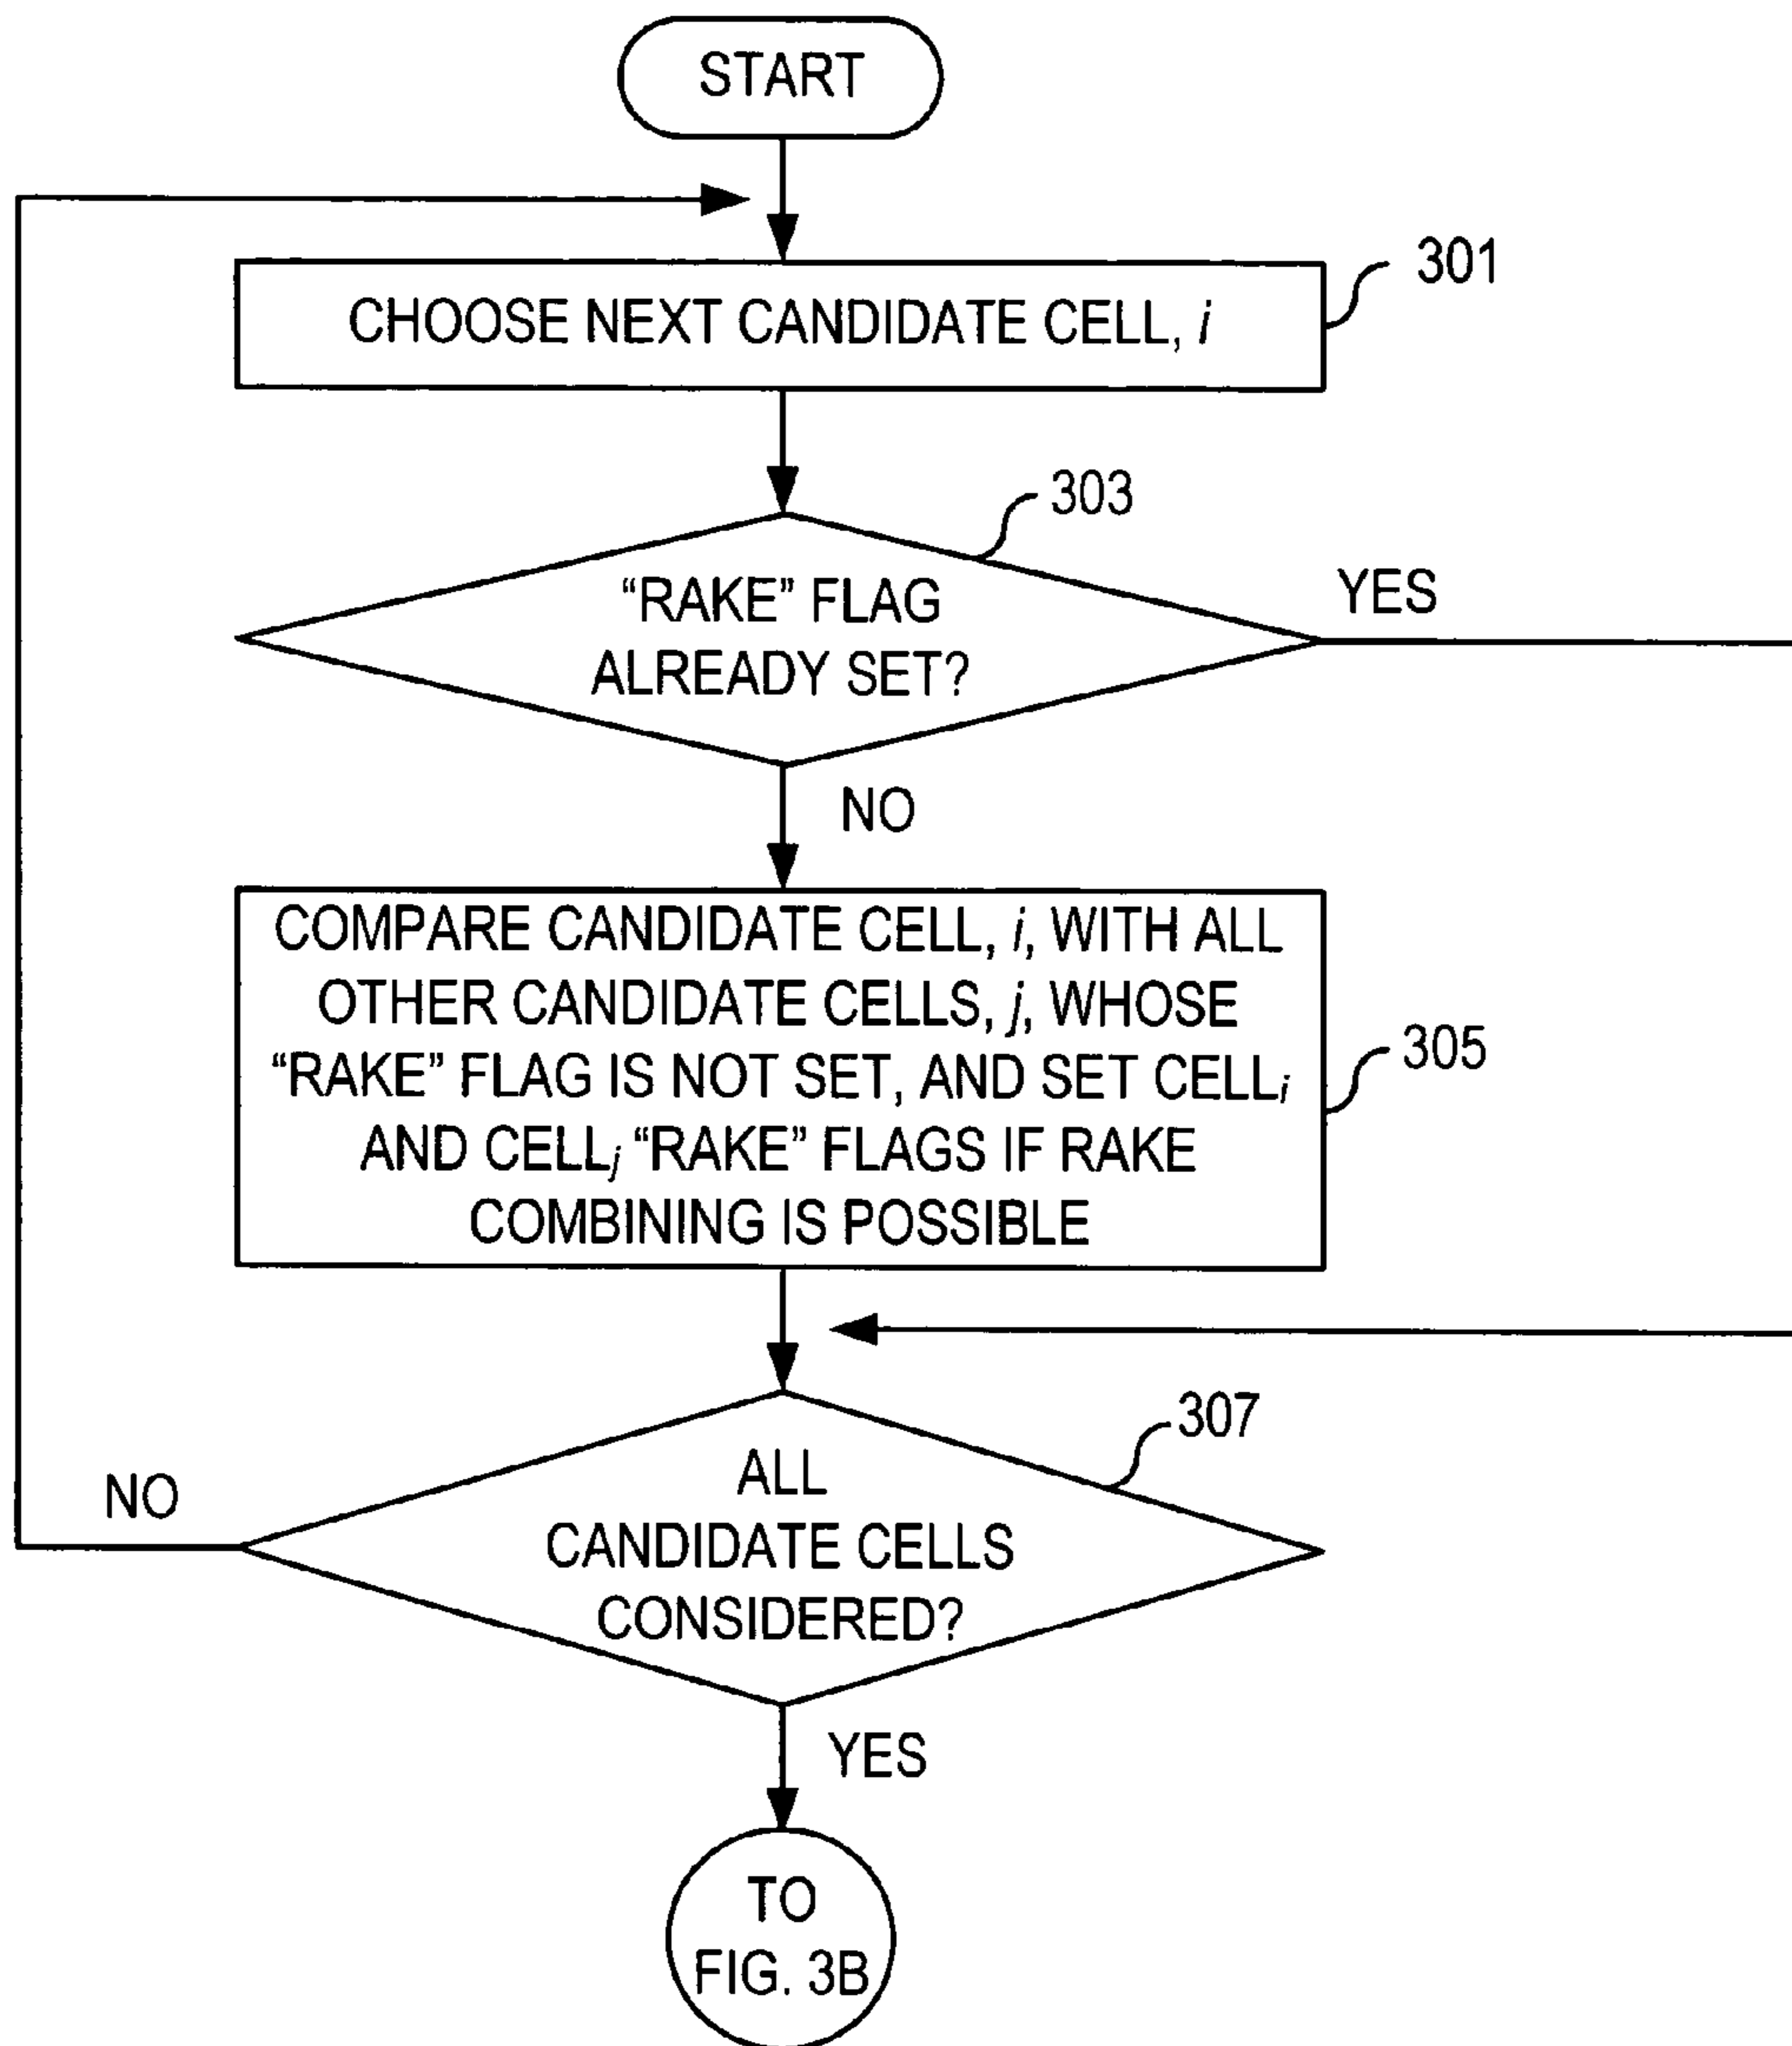 START
301
CHOOSE NEXT CANDIDATE CELL, i
303
“RAKE” FLAG
ALREADY SET?
YES
NO
COMPARE CANDIDATE CELL, i, WITH ALL
OTHER CANDIDATE CELLS, j, WHOSE
“RAKE” FLAG IS NOT SET, AND SET CELLi
AND CELLj “RAKE” FLAGS IF RAKE
COMBINING IS POSSIBLE
305
307
ALL
CANDIDATE CELLS
CONSIDERED?
NO
YES
TO
FIG. 3B